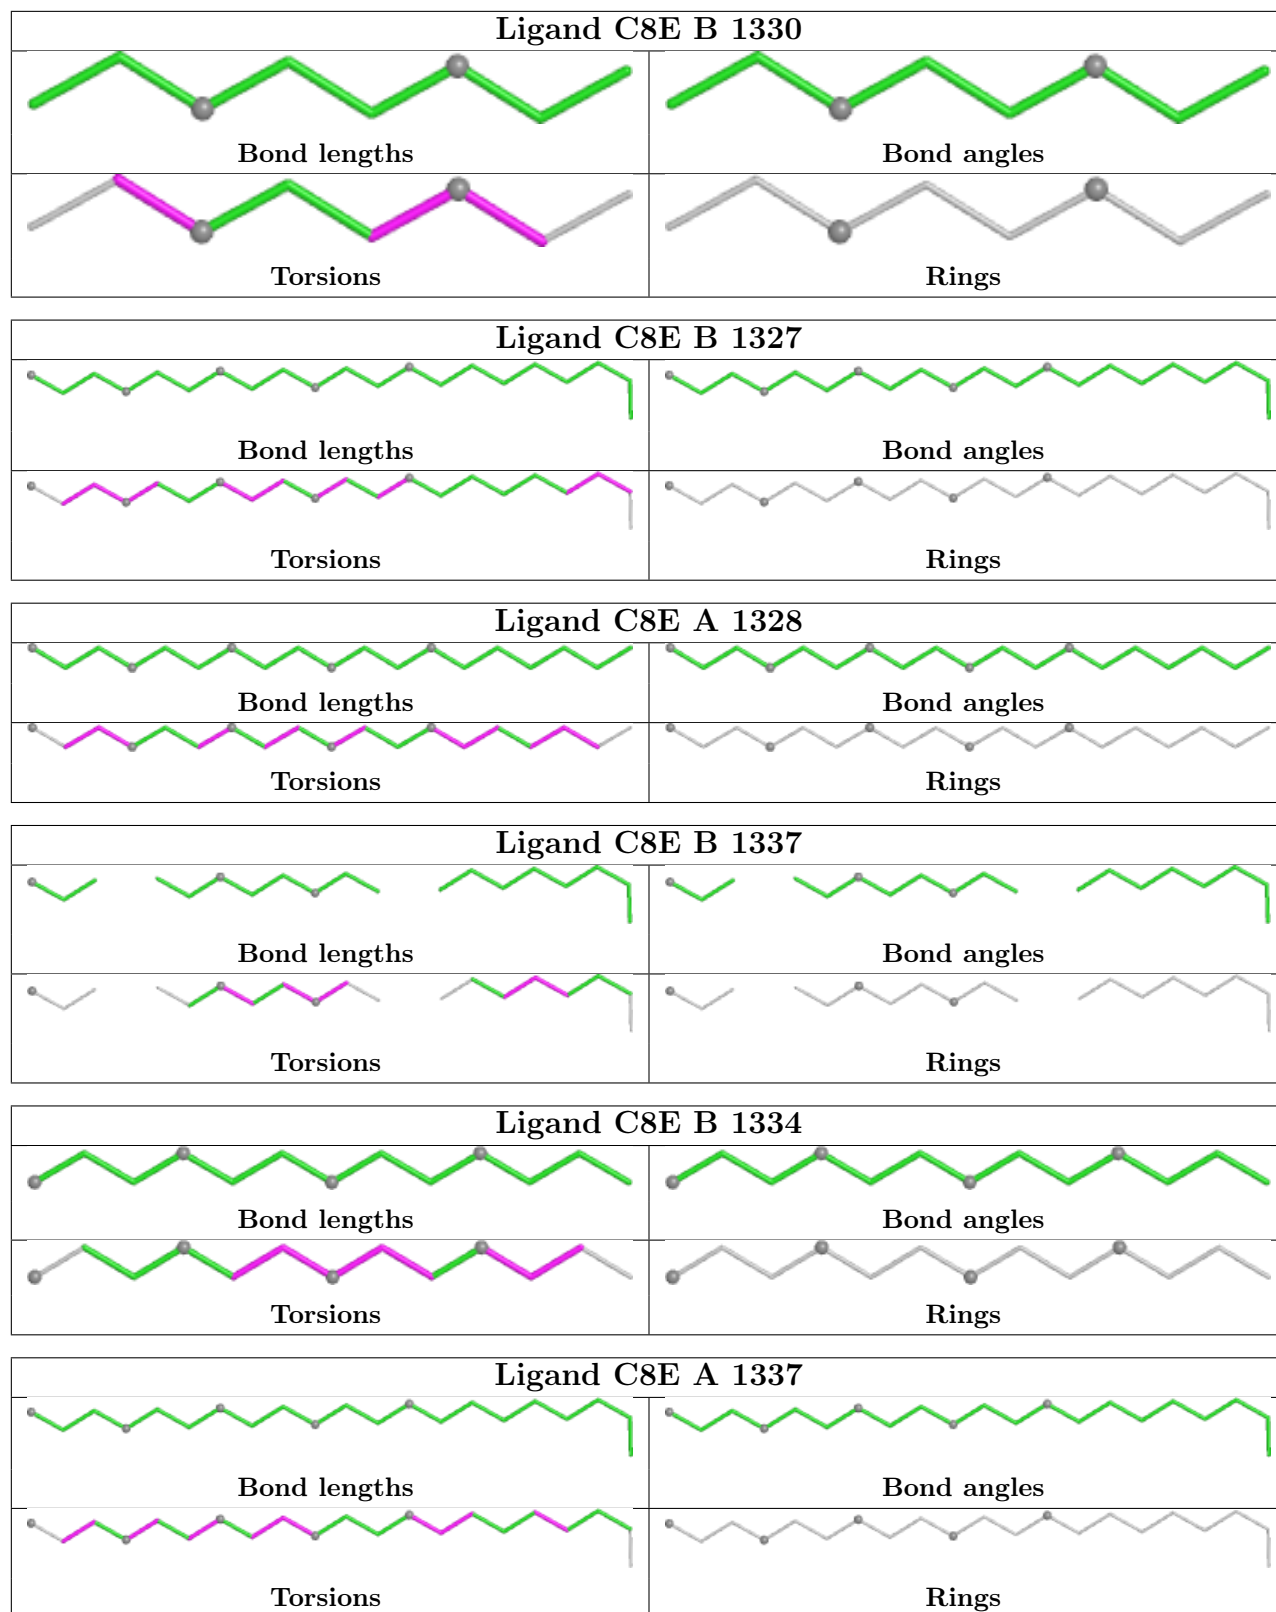 Ligand C8E B 1330
Bond lengths Bond angles
Torsions Rings
Ligand C8E B 1327
Bond lengths Bond angles
Torsions Rings
Ligand C8E A 1328
Bond lengths Bond angles
Torsions Rings
Ligand C8E B 1337
Bond lengths Bond angles
Torsions Rings
Ligand C8E B 1334
Bond lengths Bond angles
Torsions Rings
Ligand C8E A 1337
Bond lengths Bond angles
Torsions Rings